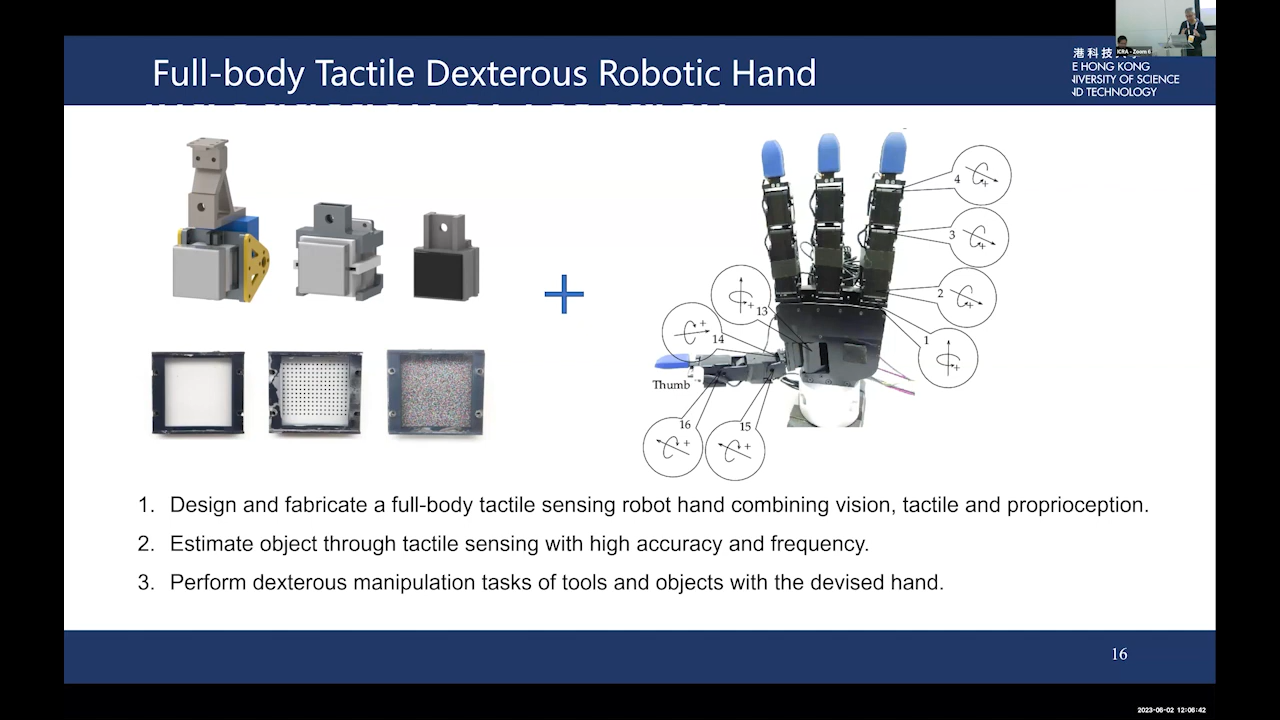 Full-body Tactile Dexterous Robotic Hand
港科技大
E HONG KONG
IVERSITY OF SCIENCE
ND TECHNOLOGY
ICRA - Zoom 6
4
3
2
1
13
14
Thumb
16
15
1. Design and fabricate a full-body tactile sensing robot hand combining vision, tactile and proprioception.
2. Estimate object through tactile sensing with high accuracy and frequency.
3. Perform dexterous manipulation tasks of tools and objects with the devised hand.
16
2023-06-02 12:06:42